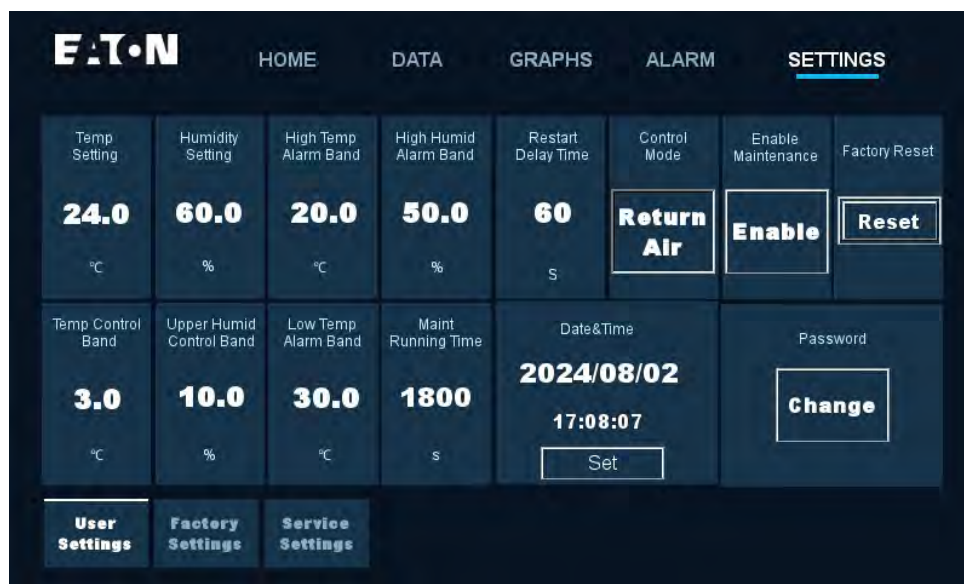 EATON
HOME DATA GRAPHS ALARM SETTINGS
Temp
Setting
24.0
℃
Humidity
Setting
60.0
%
High Temp
Alarm Band
20.0
℃
High Humid
Alarm Band
50.0
%
Restart
Delay Time
60
S
Control
Mode
Return
Air
Enable
Maintenance
Enable
Factory Reset
Reset
Temp Control
Band
3.0
℃
Upper Humid
Control Band
10.0
%
Low Temp
Alarm Band
30.0
℃
Maint
Running Time
1800
s
Date&Time
2024/08/02
17:08:07
Set
Password
Change
User
Settings
Factory
Settings
Service
Settings